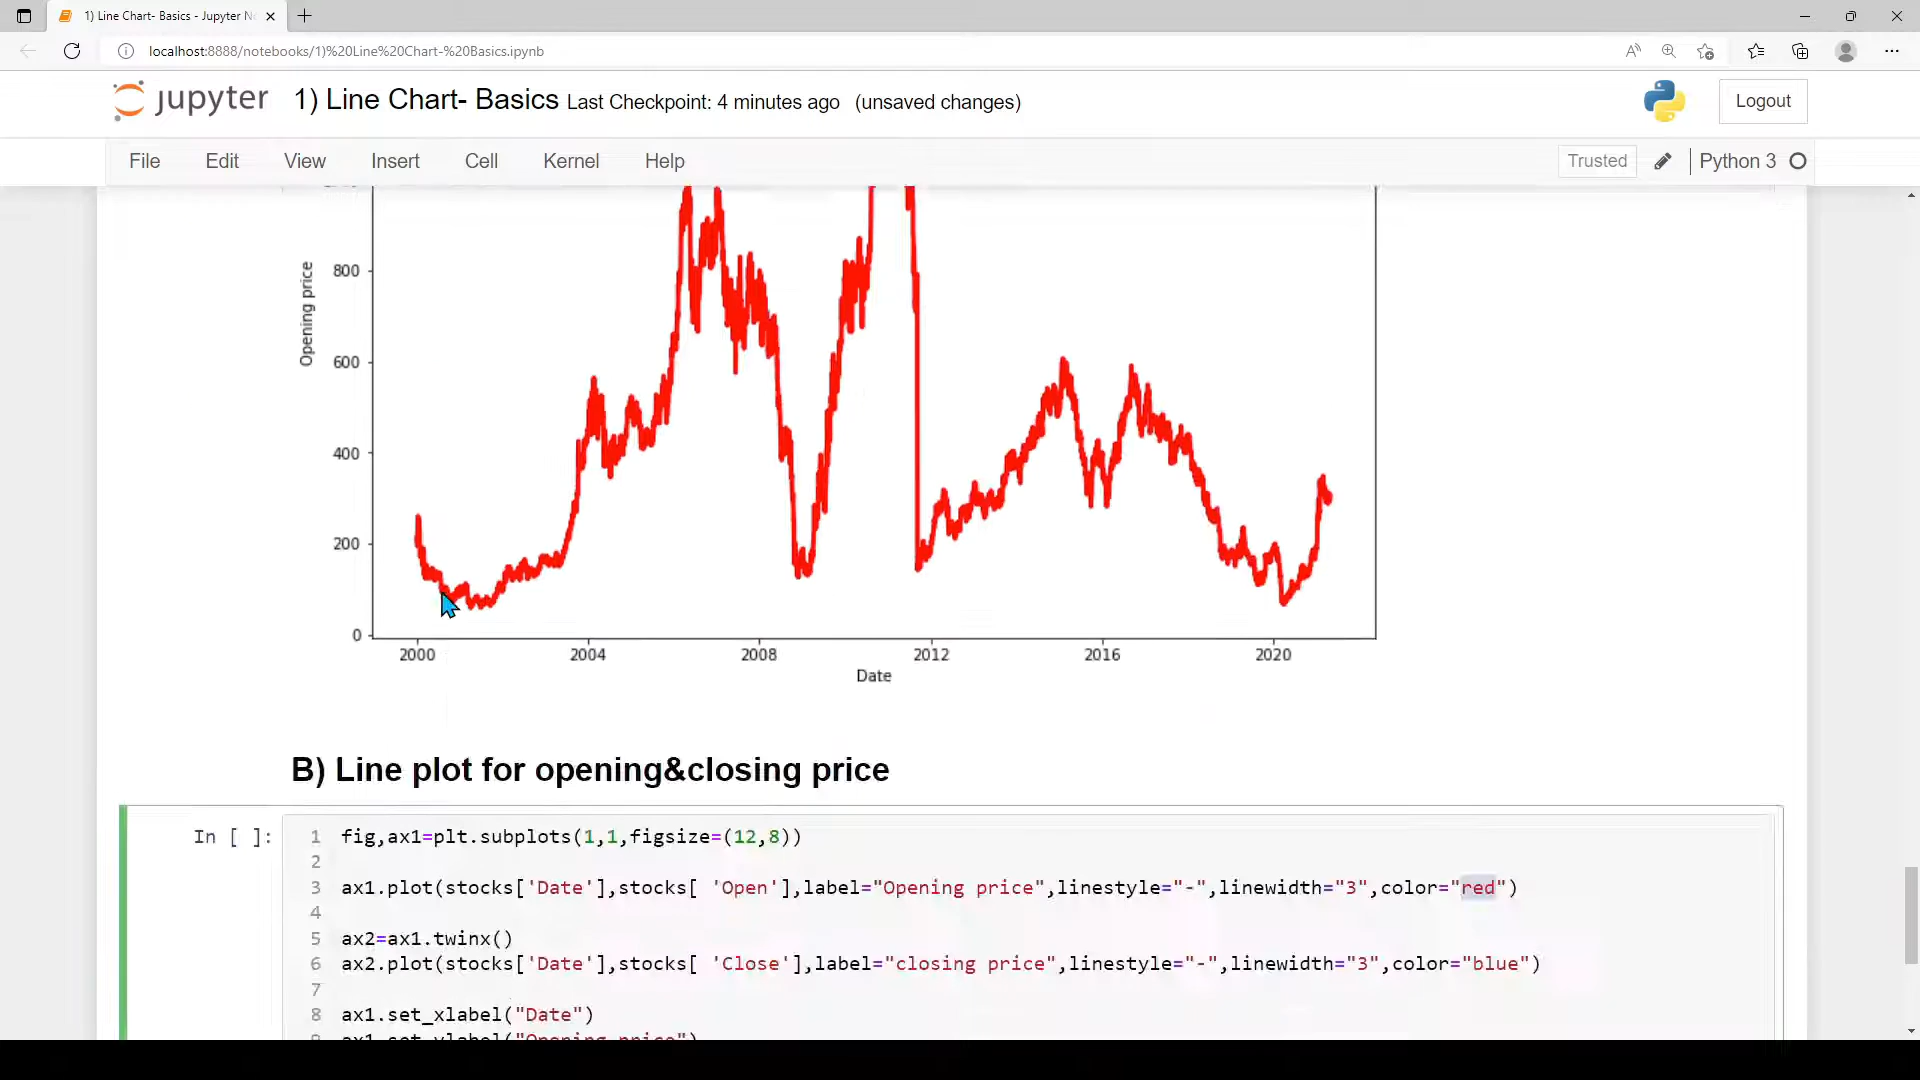 1) Line Chart- Basics - Jupyter N
localhost:8888/notebooks/1)%20Line%20Chart-%20Basics.ipynb
jupyter 1) Line Chart- Basics Last Checkpoint: 4 minutes ago (unsaved changes)
Logout
File Edit View Insert Cell Kernel Help
Trusted Python 3
Opening price
800
600
400
200
0
2000 2004 2008 2012 2016 2020
Date
B) Line plot for opening&closing price
In [ ]:
1 fig,ax1=plt.subplots(1,1,figsize=(12,8))
2
3 ax1.plot(stocks['Date'],stocks[ 'Open'],label="Opening price",linestyle="-",linewidth="3",color="red")
4
5 ax2=ax1.twinx()
6 ax2.plot(stocks['Date'],stocks[ 'Close'],label="closing price",linestyle="-",linewidth="3",color="blue")
7
8 ax1.set_xlabel("Date")
9 ax1.set_ylabel("Opening price")